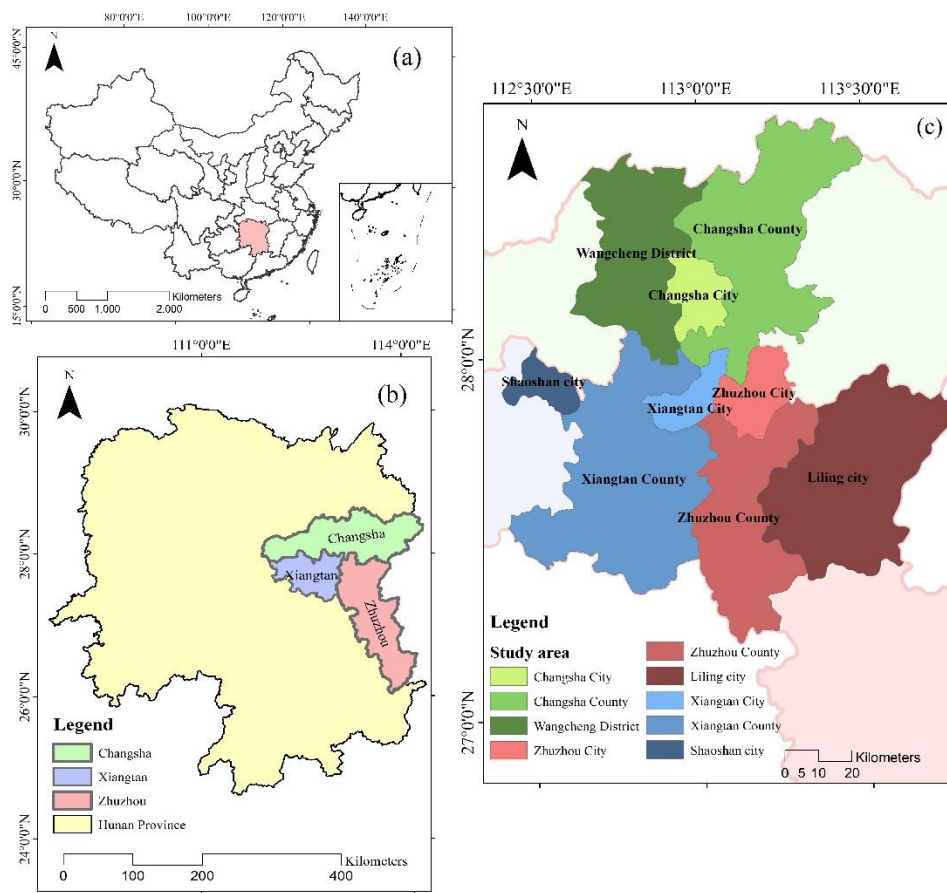 80°0'0"E 100°0'0"E 120°0'0"E 140°0'0"E
N
(a)
45°0'0"N
30°0'0"N
15°0'0"N
Kilometers
0 500 1,000 2,000
111°0'0"E 114°0'0"E
N
(b)
30°0'0"N
28°0'0"N
26°0'0"N
24°0'0"N
Changsha
Xiangtan
Zhuzhou
Legend
Changsha
Xiangtan
Zhuzhou
Hunan Province
Kilometers
0 100 200 400
112°30'0"E 113°0'0"E 113°30'0"E
N
(c)
28°0'0"N
27°0'0"N
Changsha County
Wangcheng District
Changsha City
Shaoshan city
Zhuzhou City
Xiangtan City
Xiangtan County
Liling city
Zhuzhou County
Legend
Study area
Changsha City
Changsha County
Wangcheng District
Zhuzhou City
Zhuzhou County
Liling city
Xiangtan City
Xiangtan County
Shaoshan city
Kilometers
0 5 10 20